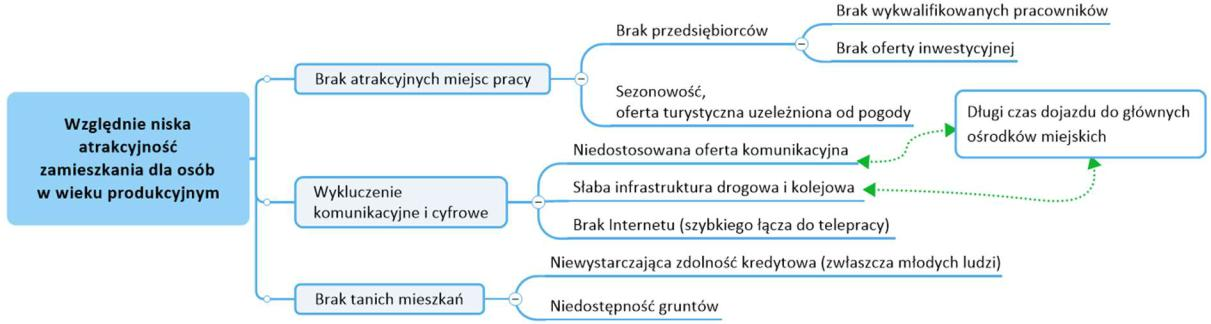 Względnie niska
atrakcyjność
zamieszkania dla osób
w wieku produkcyjnym
Brak atrakcyjnych miejsc pracy
Brak przedsiębiorców
Brak wykwalifikowanych pracowników
Brak oferty inwestycyjnej
Sezonowość,
oferta turystyczna uzeleżniona od pogody
Wykluczenie
komunikacyjne i cyfrowe
Niedostosowana oferta komunikacyjna
Słaba infrastruktura drogowa i kolejowa
Brak Internetu (szybkiego łącza do telepracy)
Długi czas dojazdu do głównych
ośrodków miejskich
Brak tanich mieszkań
Niewystarczająca zdolność kredytowa (zwłaszcza młodych ludzi)
Niedostępność gruntów